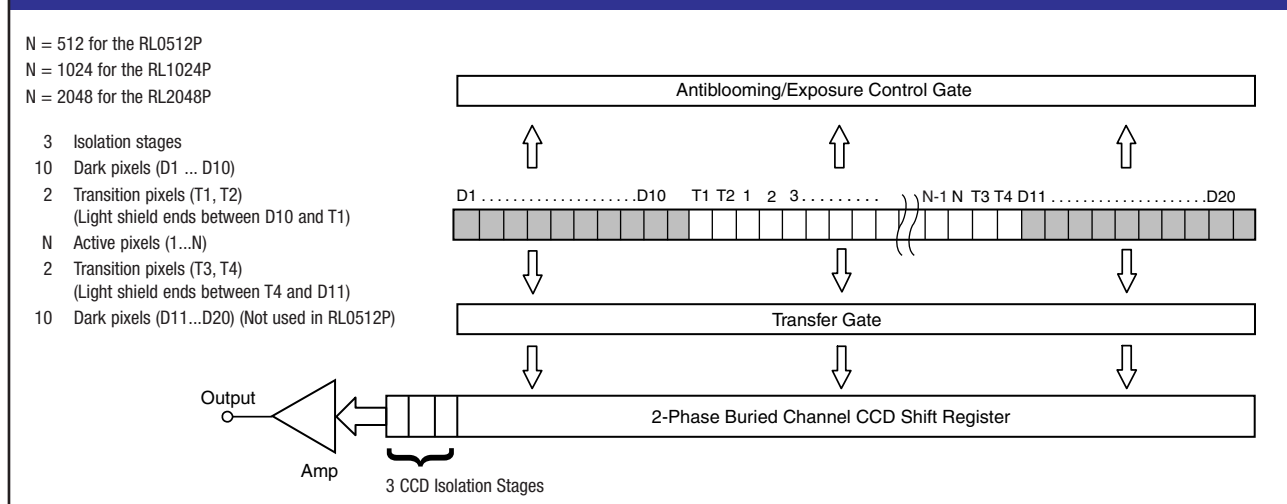 N = 512 for the RL0512P
N = 1024 for the RL1024P
N = 2048 for the RL2048P
3 Isolation stages
10 Dark pixels (D1 ... D10)
2 Transition pixels (T1, T2)
(Light shield ends between D10 and T1)
N Active pixels (1...N)
2 Transition pixels (T3, T4)
(Light shield ends between T4 and D11)
10 Dark pixels (D11...D20) (Not used in RL0512P)
Antiblooming/Exposure Control Gate
D1 . . . . . . . . . . . . . . . . . . . .D10 T1 T2 1 2 3. . . . . . . . . N-1 N T3 T4 D11 . . . . . . . . . . . . . . . . . . . .D20
Transfer Gate
Output
2-Phase Buried Channel CCD Shift Register
Amp
3 CCD Isolation Stages